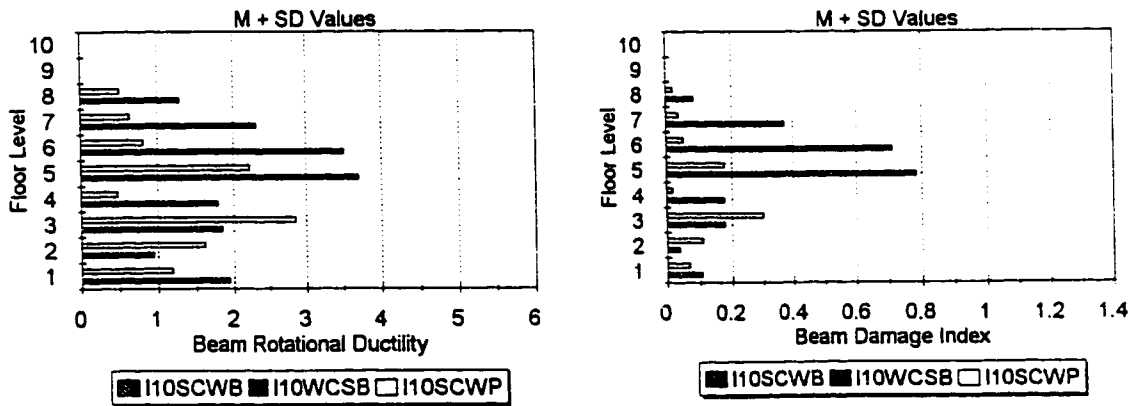 M + SD Values
Floor Level
10
9
8
7
6
5
4
3
2
1
0 1 2 3 4 5 6
Beam Rotational Ductility
I10SCWB I10WCSB I10SCWP
M + SD Values
Floor Level
10
9
8
7
6
5
4
3
2
1
0 0.2 0.4 0.6 0.8 1 1.2 1.4
Beam Damage Index
I10SCWB I10WCSB I10SCWP